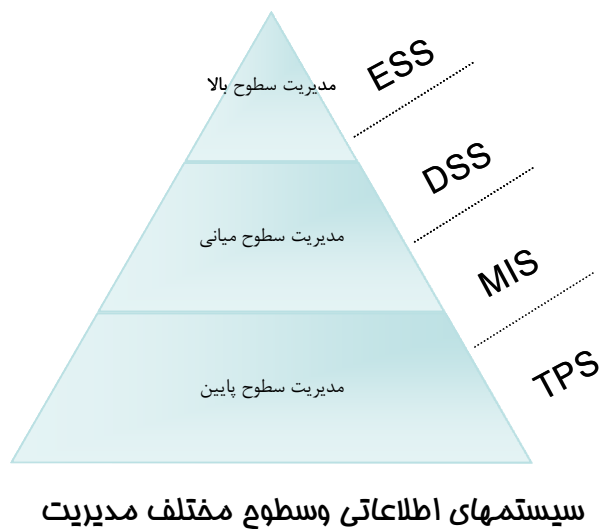 ESS
مدیریت سطوح بالا
DSS
مدیریت سطوح میانی
MIS
TPS
مدیریت سطوح پایین
سیستمهای اطلاعاتی وسطوح مختلف مدیریت